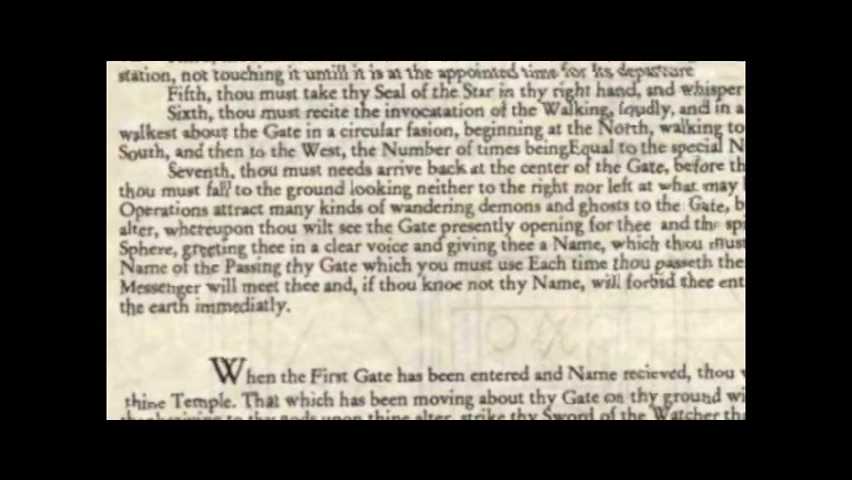 station, not touching it untill it is at the appointed time for Its departure
Fifth, thou must take thy Seal of the Star in thy right hand, and whisper
Sixth, thou must recite the invocatation of the Walking, loudly, and in a
walkest about the Gate in a circular fasion, beginning at the North, walking to
South, and then to the West, the Number of times beingEqual to the special N
Seventh, thou must needs arrive back at the center of the Gate, before th
thou must fall to the ground looking neither to the right nor left at what may
Operations attract many kinds of wandering demons and ghosts to the Gate, b
alter, whereupon thou wilt see the Gate presently opening for thee and the spi
Sphere, greeting thee in a clear voice and giving thee a Name, which thou must
Name of the Passing thy Gate which you must use Each time thou passeth the
Messenger will meet thee and, if thou knoe not thy Name, will forbid thee ent
the earth immediatly.
When the First Gate has been entered and Name recieved, thou
thine Temple. That which has been moving about thy Gate on thy ground wi
thine alter, strike thy Sword of the Watcher